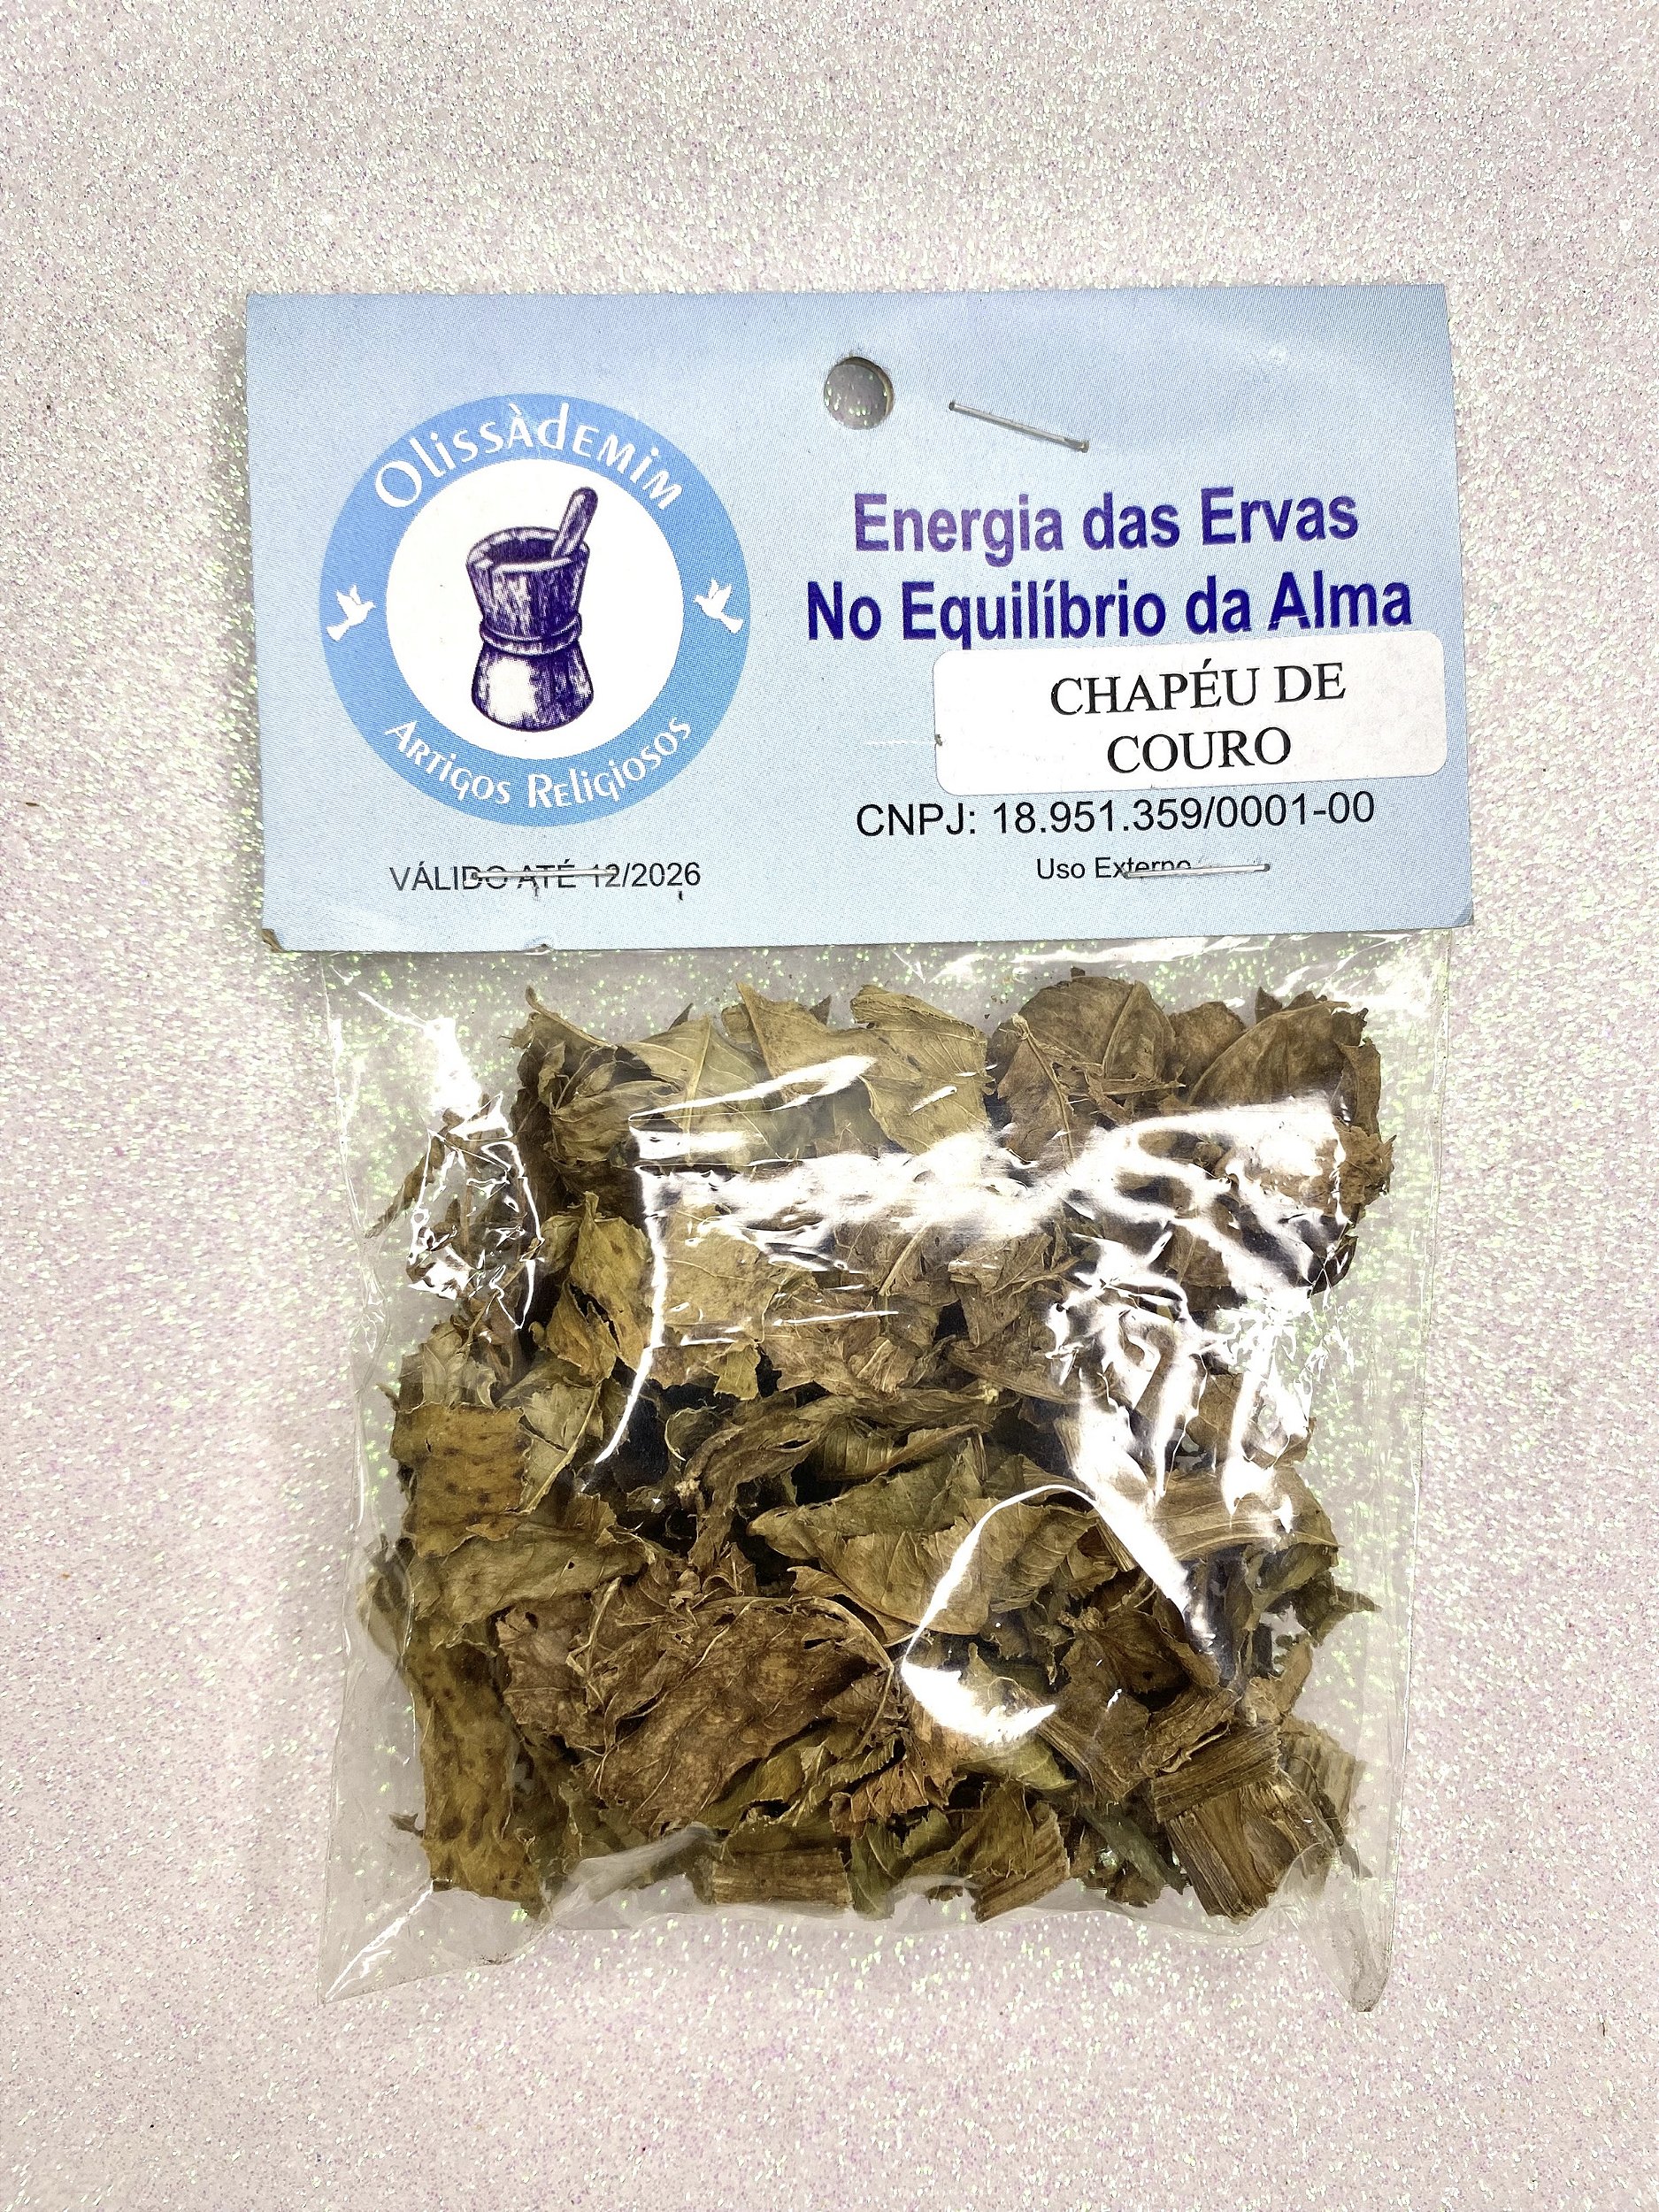 OlissÀdemim
Artigos Religiosos
Energia das Ervas
No Equilíbrio da Alma
CHAPÉU DE
COURO
CNPJ: 18.951.359/0001-00
VÁLIDO ATÉ 12/2026
Uso Externo